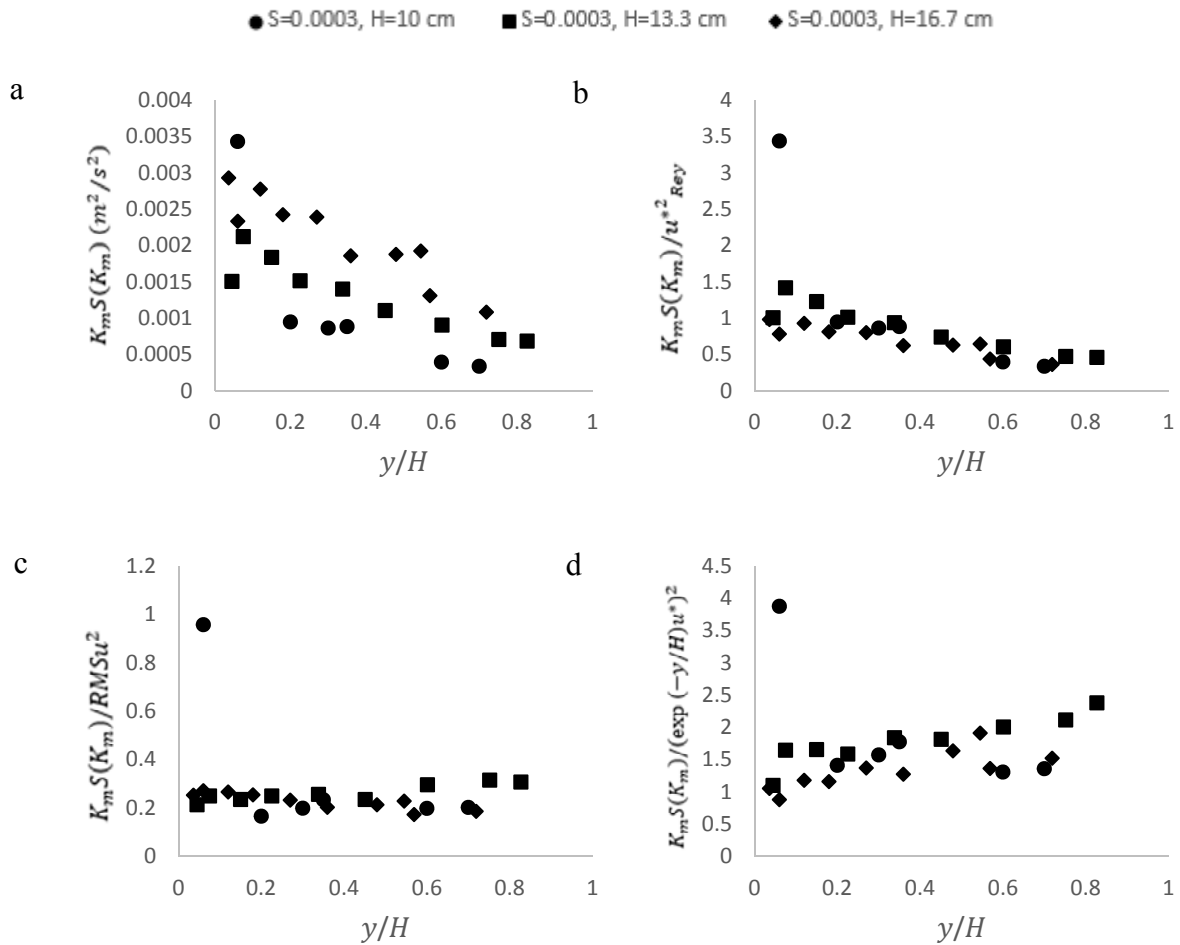 S=0.0003, H=10 cm S=0.0003, H=13.3 cm S=0.0003, H=16.7 cm
a
0.004
0.0035
0.003
0.0025
0.002
0.0015
0.001
0.0005
0
0 0.2 0.4 0.6 0.8 1
K_mS(K_m) (m²/s²)
y/H
b
4
3.5
3
2.5
2
1.5
1
0.5
0
0 0.2 0.4 0.6 0.8 1
K_mS(K_m)/u*²_Rey
y/H
c
1.2
1
0.8
0.6
0.4
0.2
0
0 0.2 0.4 0.6 0.8 1
K_mS(K_m)/RMSu²
y/H
d
4.5
4
3.5
3
2.5
2
1.5
1
0.5
0
0 0.2 0.4 0.6 0.8 1
K_mS(K_m)/(exp (−y/H)u*)²
y/H